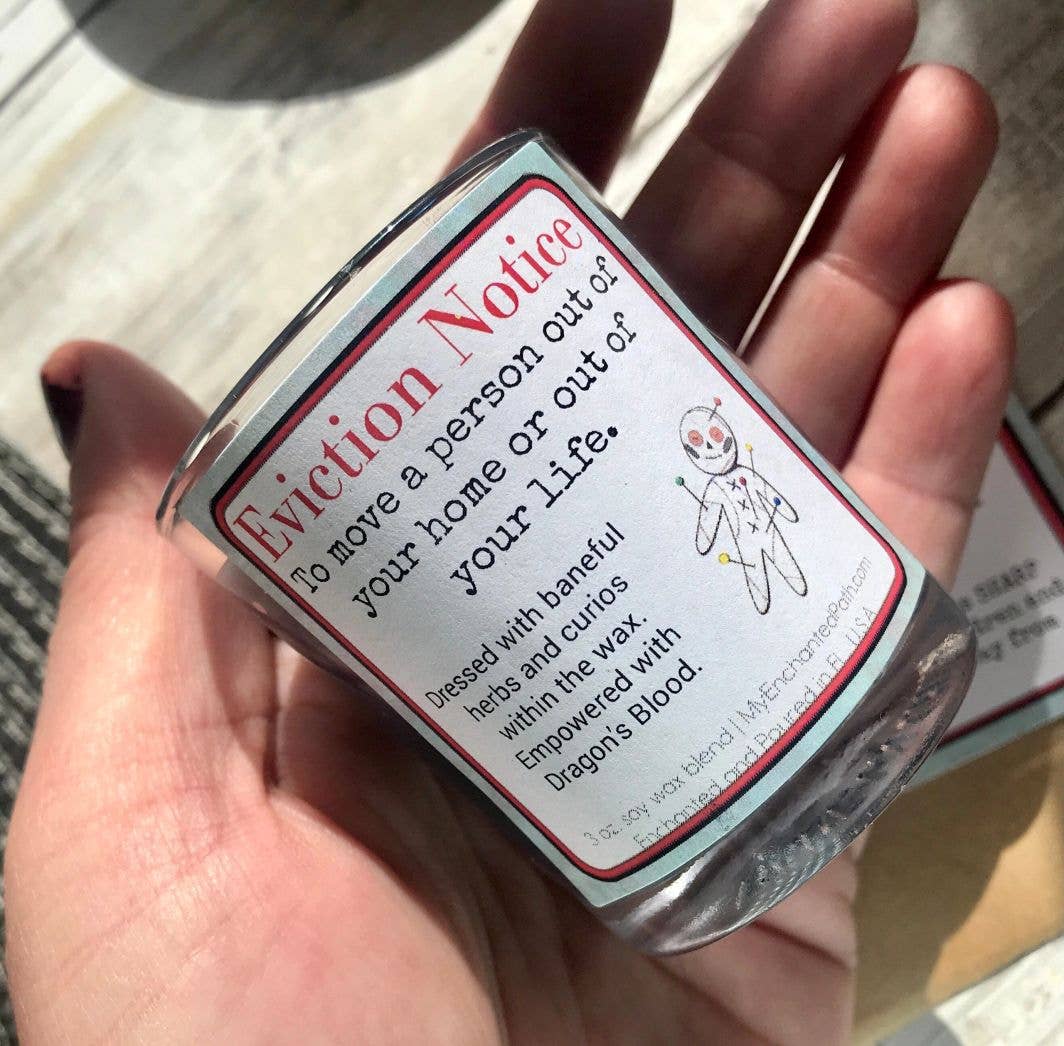 Eviction Notice
To move a person out of
your home or out of
your life.
Dressed with baneful
herbs and curios
within the wax.
Empowered with
Dragon's Blood.
3 oz. soy wax blend | MyEnchantedPath.com
Enchanted and Poured in FL, USA
SHARP